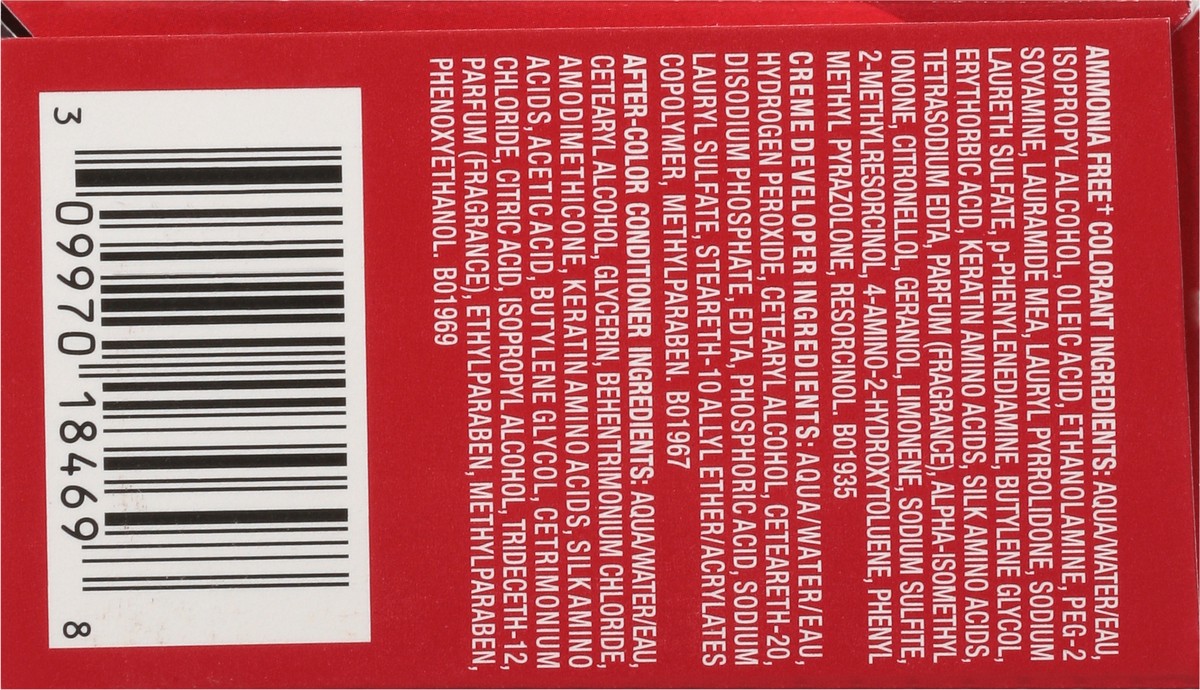 AMMONIA FREE† COLORANT INGREDIENTS: AQUA/WATER/EAU,
ISOPROPYL ALCOHOL, OLEIC ACID, ETHANOLAMINE, PEG-2
SOYAMINE, LAURAMIDE MEA, LAURYL PYRROLIDONE, SODIUM
LAURETH SULFATE, p-PHENYLENEDIAMINE, BUTYLENE GLYCOL,
ERYTHORBIC ACID, KERATIN AMINO ACIDS, SILK AMINO ACIDS,
TETRASODIUM EDTA, PARFUM (FRAGRANCE), ALPHA-ISOMETHYL
IONONE, CITRONELLOL, GERANIOL, LIMONENE, SODIUM SULFITE,
2-METHYLRESORCINOL, 4-AMINO-2-HYDROXYTOLUENE, PHENYL
METHYL PYRAZOLONE, RESORCINOL. B01935
CREME DEVELOPER INGREDIENTS: AQUA/WATER/EAU,
HYDROGEN PEROXIDE, CETEARYL ALCOHOL, CETEARETH-20,
DISODIUM PHOSPHATE, EDTA, PHOSPHORIC ACID, SODIUM
LAURYL SULFATE, STEARETH-10 ALLYL ETHER/ACRYLATES
COPOLYMER, METHYLPARABEN. B01967
AFTER-COLOR CONDITIONER INGREDIENTS: AQUA/WATER/EAU,
CETEARYL ALCOHOL, GLYCERIN, BEHENTRIMONIUM CHLORIDE,
AMODIMETHICONE, KERATIN AMINO ACIDS, SILK AMINO
ACIDS, ACETIC ACID, BUTYLENE GLYCOL, CETRIMONIUM
CHLORIDE, CITRIC ACID, ISOPROPYL ALCOHOL, TRIDECETH-12,
PARFUM (FRAGRANCE), ETHYLPARABEN, METHYLPARABEN,
PHENOXYETHANOL. B01969
3 09970 18469 8